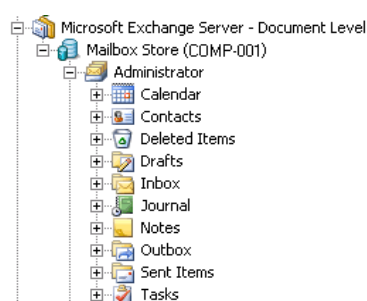 Microsoft Exchange Server - Document Level
Mailbox Store (COMP-001)
Administrator
Calendar
Contacts
Deleted Items
Drafts
Inbox
Journal
Notes
Outbox
Sent Items
Tasks